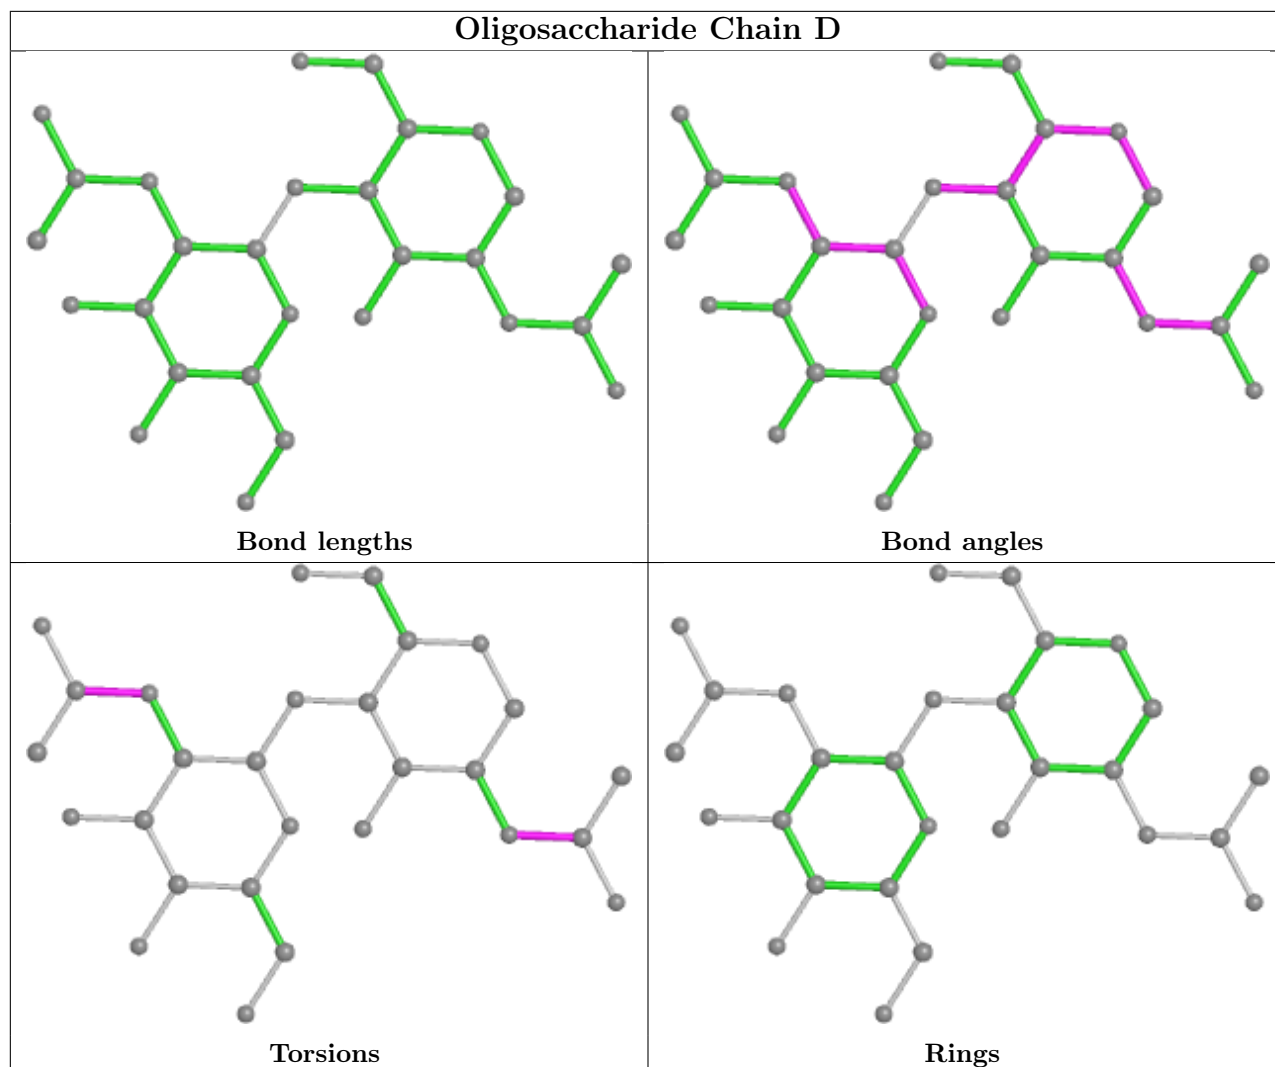 Oligosaccharide Chain D
Bond lengths
Bond angles
Torsions
Rings